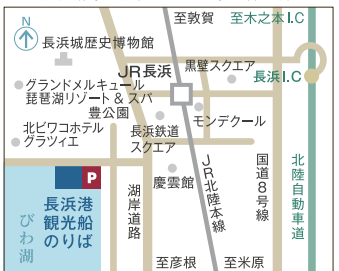 至敦賀
至木之本I.C
N
長浜城歴史博物館
JR長浜
黒壁スクエア
長浜I.C
グランドメルキュール
琵琶湖リゾート&スパ
豊公園
北ビワコホテル
グラツィエ
長浜鉄道
スクエア
モンデクール
慶雲館
P
長浜港
観光船
のりば
びわ湖
湖岸道路
JR北陸本線
国道8号線
北陸自動車道
至彦根
至米原